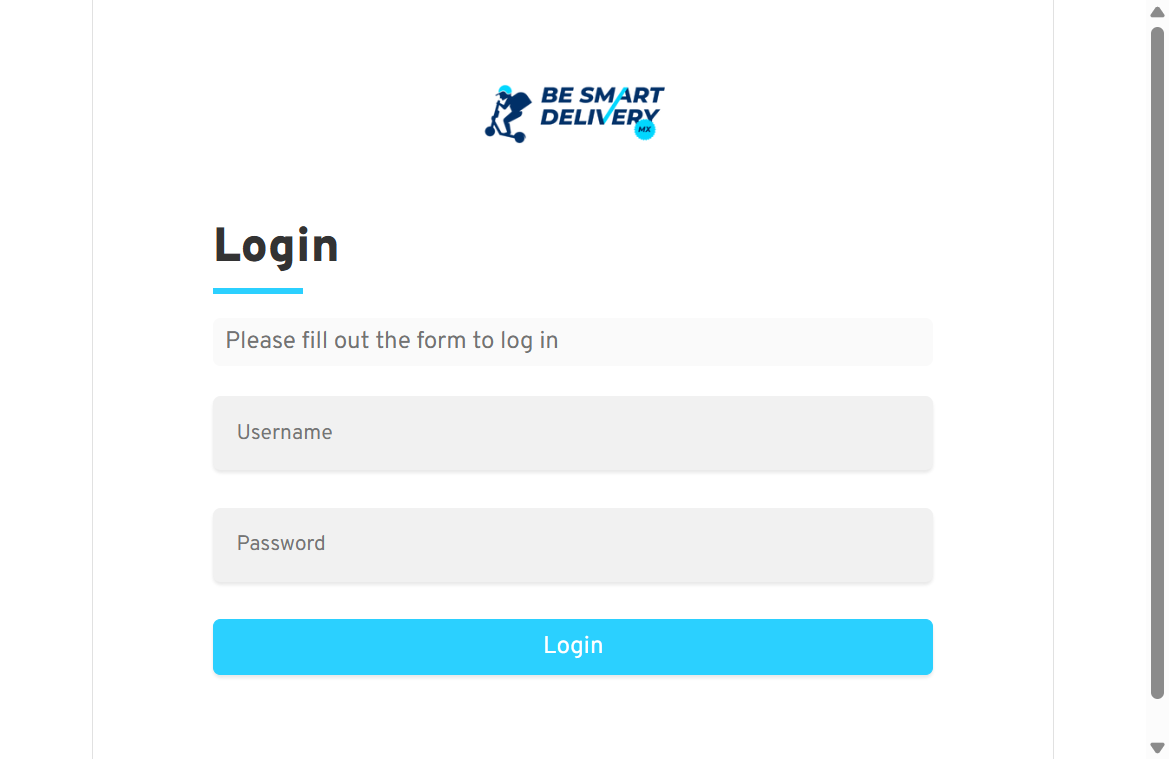 BE SMART
DELIVERY
MX
Login
Please fill out the form to log in
Username
Password
Login